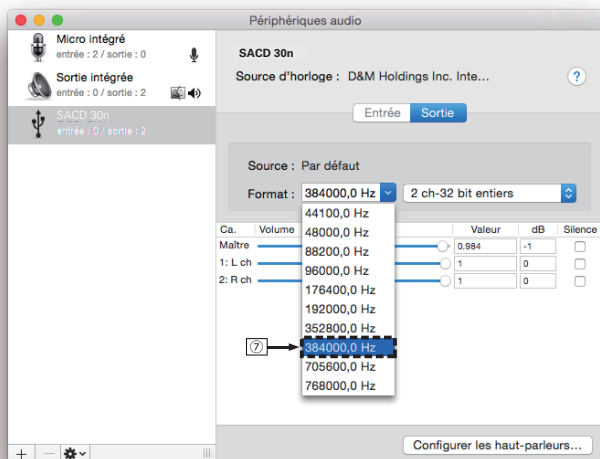 Périphériques audio
Micro intégré
entrée : 2 / sortie : 0
Sortie intégrée
entrée : 0 / sortie : 2
SACD 30n
entrée : 0 / sortie : 2
SACD 30n
Source d'horloge : D&M Holdings Inc. Inte...
?
Entrée Sortie
Source : Par défaut
Format : 384000,0 Hz 2 ch-32 bit entiers
44100,0 Hz
48000,0 Hz
88200,0 Hz
96000,0 Hz
176400,0 Hz
192000,0 Hz
352800,0 Hz
⑦ 384000,0 Hz
705600,0 Hz
768000,0 Hz
Ca. Volume Valeur dB Silence
Maître 0.984 -1
1: L ch 1 0
2: R ch 1 0
Configurer les haut-parleurs...